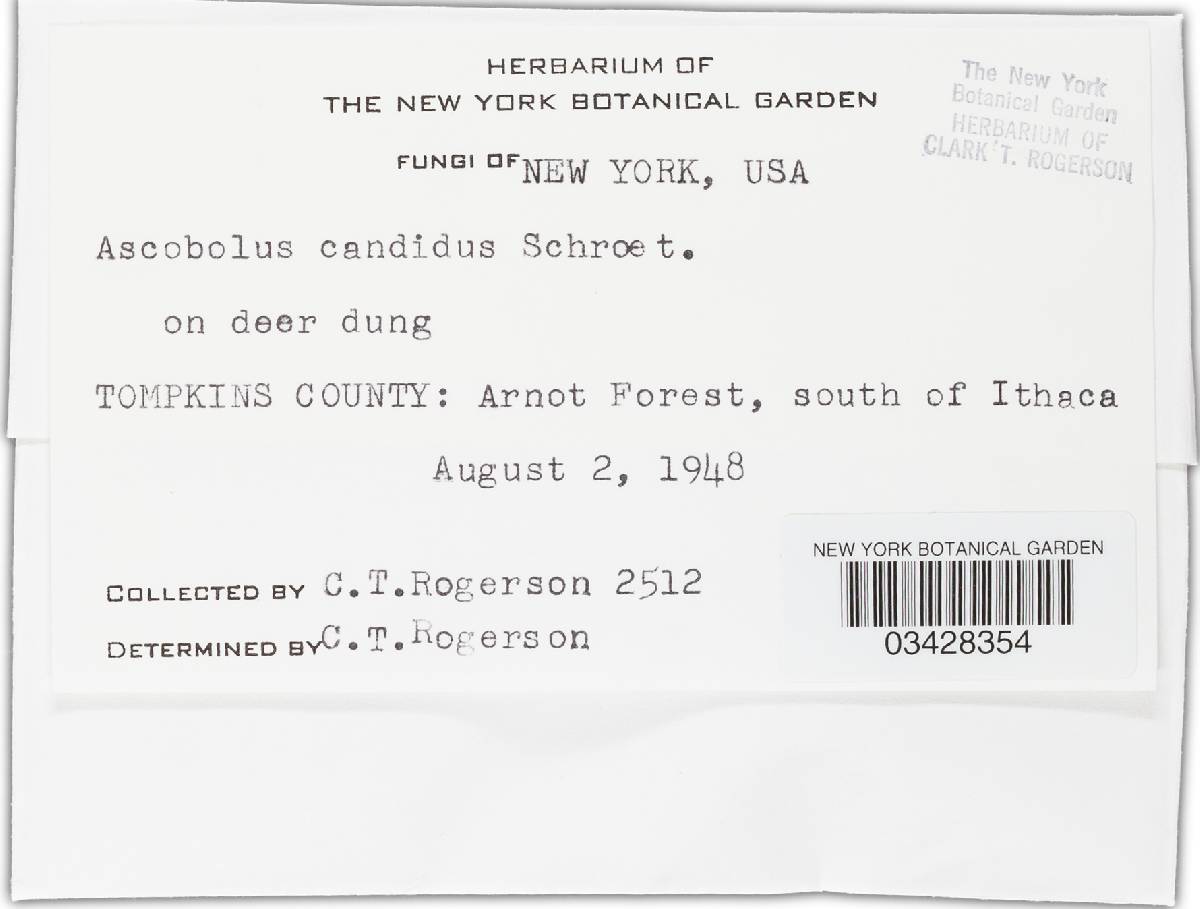 HERBARIUM OF
THE NEW YORK BOTANICAL GARDEN
The New York
Botanical Garden
HERBARIUM OF
CLARK T. ROGERSON
FUNGI OF NEW YORK, USA
Ascobolus candidus Schroet.
on deer dung
TOMPKINS COUNTY: Arnot Forest, south of Ithaca
August 2, 1948
COLLECTED BY C.T.Rogerson 2512
DETERMINED BY C.T.Rogerson
NEW YORK BOTANICAL GARDEN
03428354